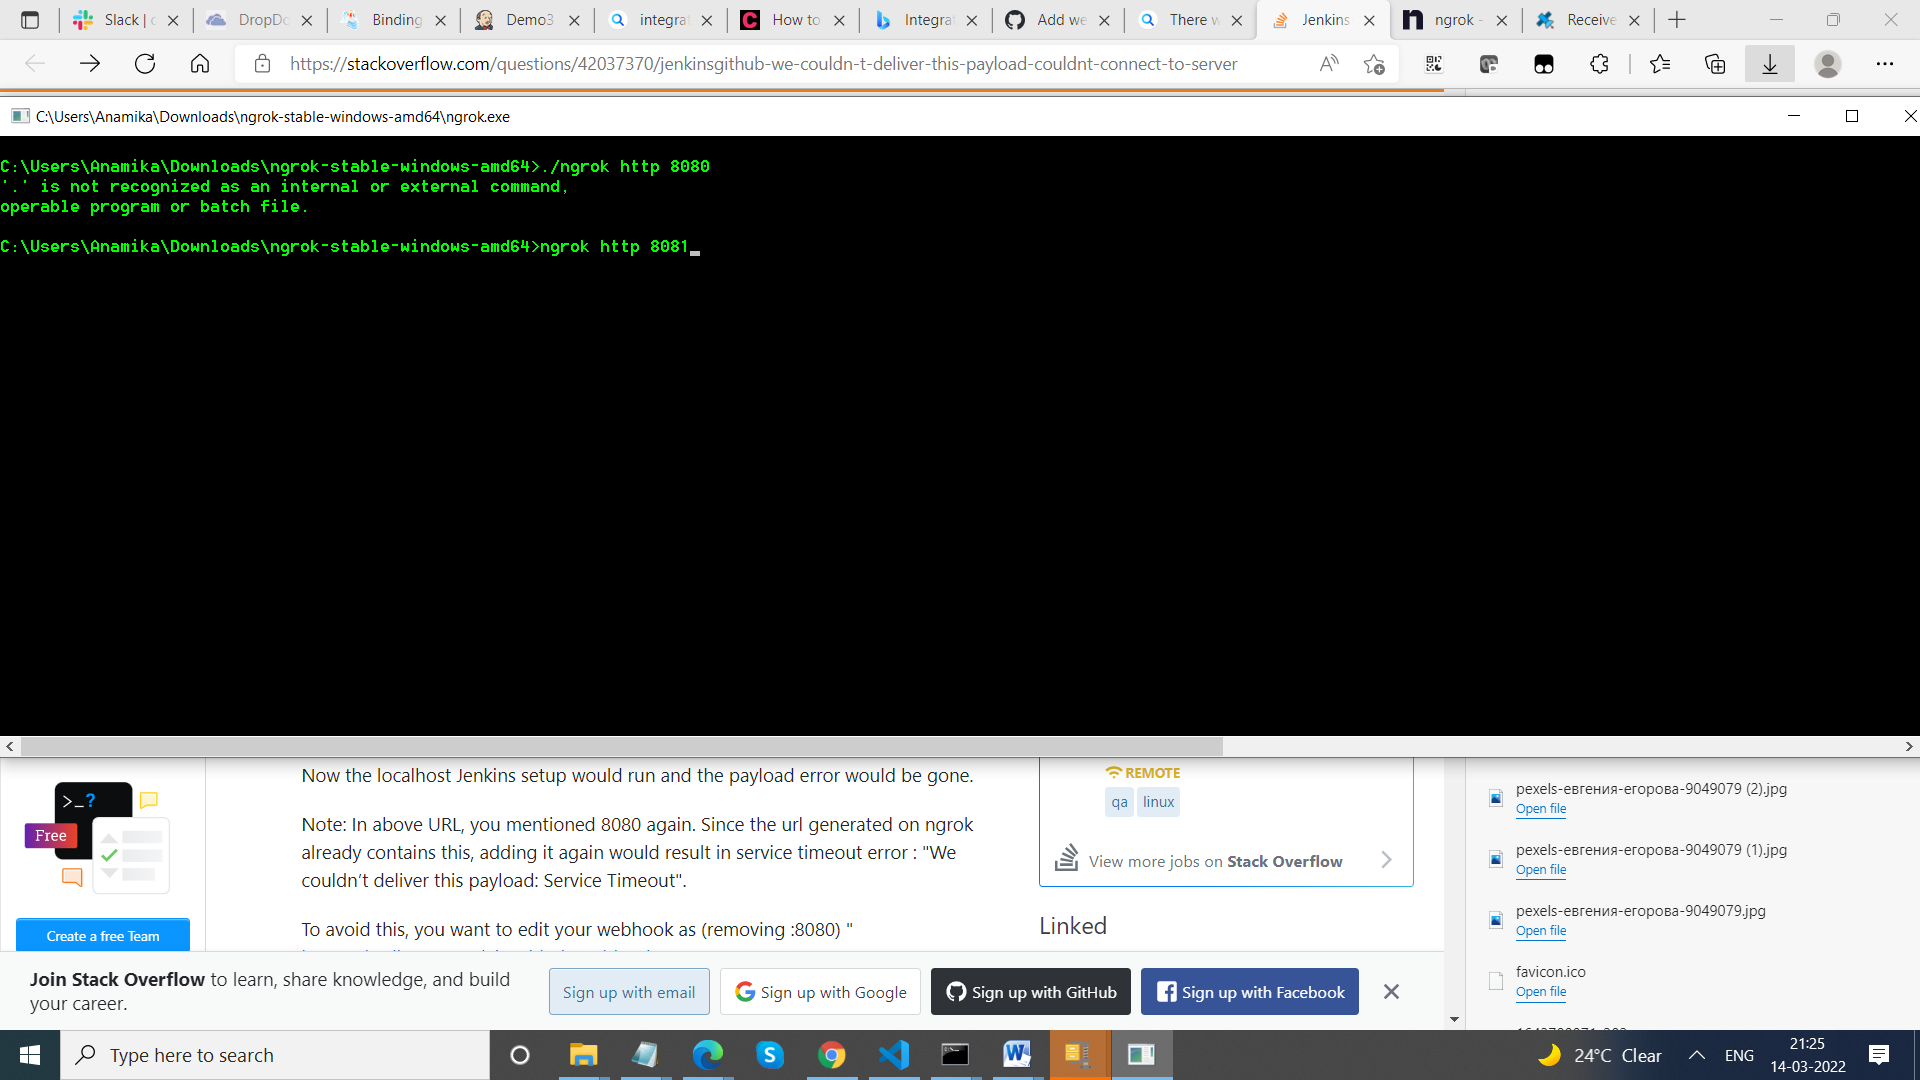 Slack | c
DropDo
Binding
Demo3
integrat
How to
Integrat
Add we
There w
Jenkins
ngrok -
Receive
https://stackoverflow.com/questions/42037370/jenkinsgithub-we-couldn-t-deliver-this-payload-couldnt-connect-to-server
C:\Users\Anamika\Downloads\ngrok-stable-windows-amd64\ngrok.exe
C:\Users\Anamika\Downloads\ngrok-stable-windows-amd64>./ngrok http 8080
'.' is not recognized as an internal or external command,
operable program or batch file.
C:\Users\Anamika\Downloads\ngrok-stable-windows-amd64>ngrok http 8081
Now the localhost Jenkins setup would run and the payload error would be gone.
Note: In above URL, you mentioned 8080 again. Since the url generated on ngrok
already contains this, adding it again would result in service timeout error : "We
couldn’t deliver this payload: Service Timeout".
To avoid this, you want to edit your webhook as (removing :8080) "
>_?
Free
Create a free Team
REMOTE
qa linux
View more jobs on Stack Overflow
Linked
pexels-евгения-егорова-9049079 (2).jpg
Open file
pexels-евгения-егорова-9049079 (1).jpg
Open file
pexels-евгения-егорова-9049079.jpg
Open file
favicon.ico
Open file
Join Stack Overflow to learn, share knowledge, and build
your career.
Sign up with email
Sign up with Google
Sign up with GitHub
Sign up with Facebook
Type here to search
24°C Clear
ENG
21:25
14-03-2022